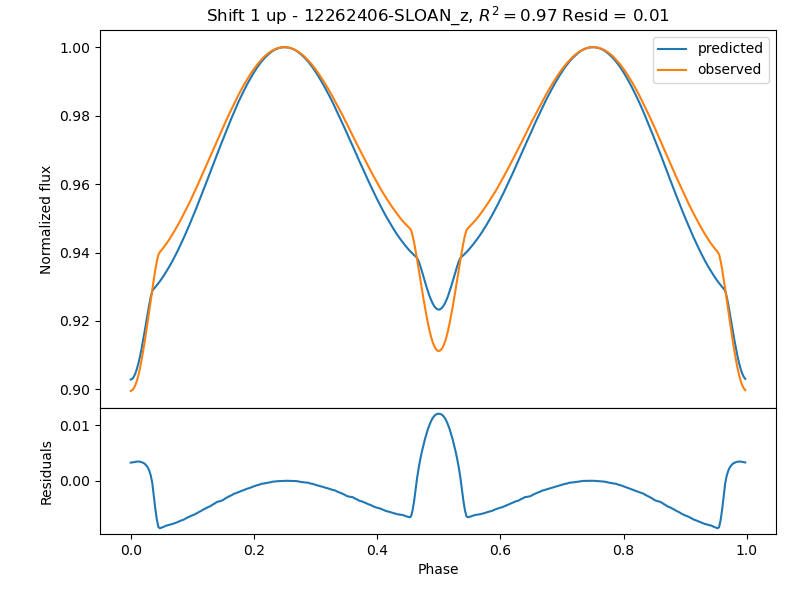 Shift 1 up - 12262406-SLOAN_z, $R^2 = 0.97$ Resid = 0.01
predicted
observed
Normalized flux
1.00
0.98
0.96
0.94
0.92
0.90
Residuals
0.01
0.00
0.0 0.2 0.4 0.6 0.8 1.0
Phase